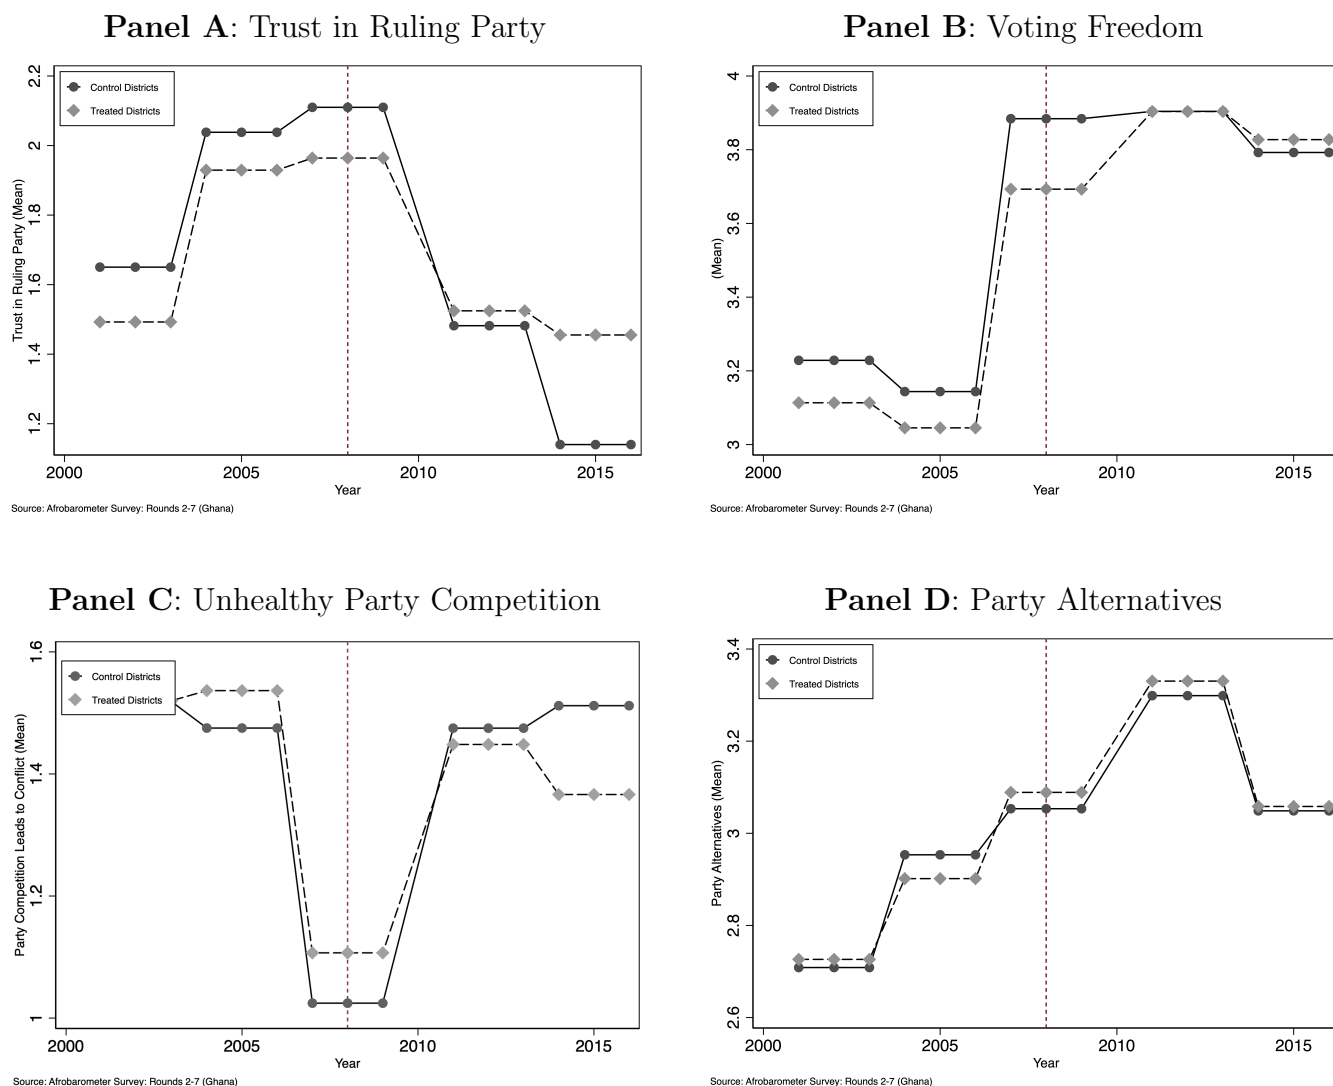 Panel A: Trust in Ruling Party
Control Districts
Treated Districts
Trust in Ruling Party (Mean)
2.2
2
1.8
1.6
1.4
1.2
2000 2005 2010 2015
Year
Source: Afrobarometer Survey: Rounds 2-7 (Ghana)
Panel B: Voting Freedom
Control Districts
Treated Districts
(Mean)
4
3.8
3.6
3.4
3.2
3
2000 2005 2010 2015
Year
Source: Afrobarometer Survey: Rounds 2-7 (Ghana)
Panel C: Unhealthy Party Competition
Control Districts
Treated Districts
Party Competition Leads to Conflict (Mean)
1.6
1.4
1.2
1
2000 2005 2010 2015
Year
Source: Afrobarometer Survey: Rounds 2-7 (Ghana)
Panel D: Party Alternatives
Control Districts
Treated Districts
Party Alternatives (Mean)
3.4
3.2
3
2.8
2.6
2000 2005 2010 2015
Year
Source: Afrobarometer Survey: Rounds 2-7 (Ghana)